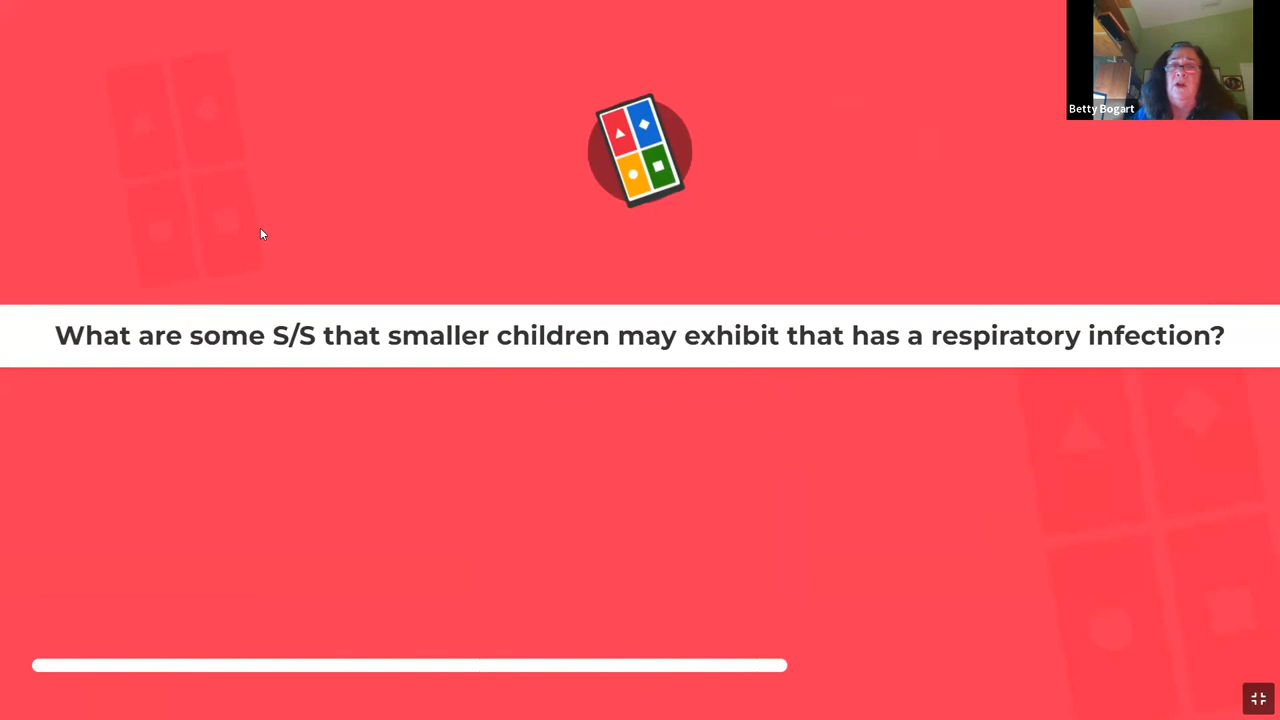 Betty Bogart
What are some S/S that smaller children may exhibit that has a respiratory infection?